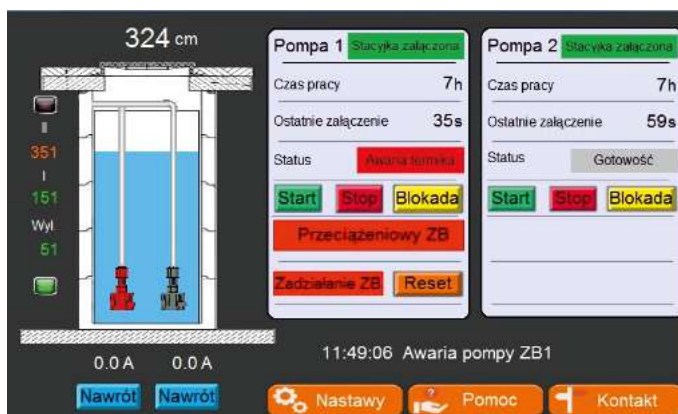 324 cm
II
351
I
151
Wył.
51
0.0 A 0.0 A
Nawrót Nawrót
Pompa 1 Stacyjka załączona
Czas pracy 7h
Ostatnie załączenie 35s
Status Awaria termika
Start Stop Blokada
Przeciążeniowy ZB
Zadziałanie ZB Reset
Pompa 2 Stacyjka załączona
Czas pracy 7h
Ostatnie załączenie 59s
Status Gotowość
Start Stop Blokada
11:49:06 Awaria pompy ZB1
Nastawy Pomoc Kontakt